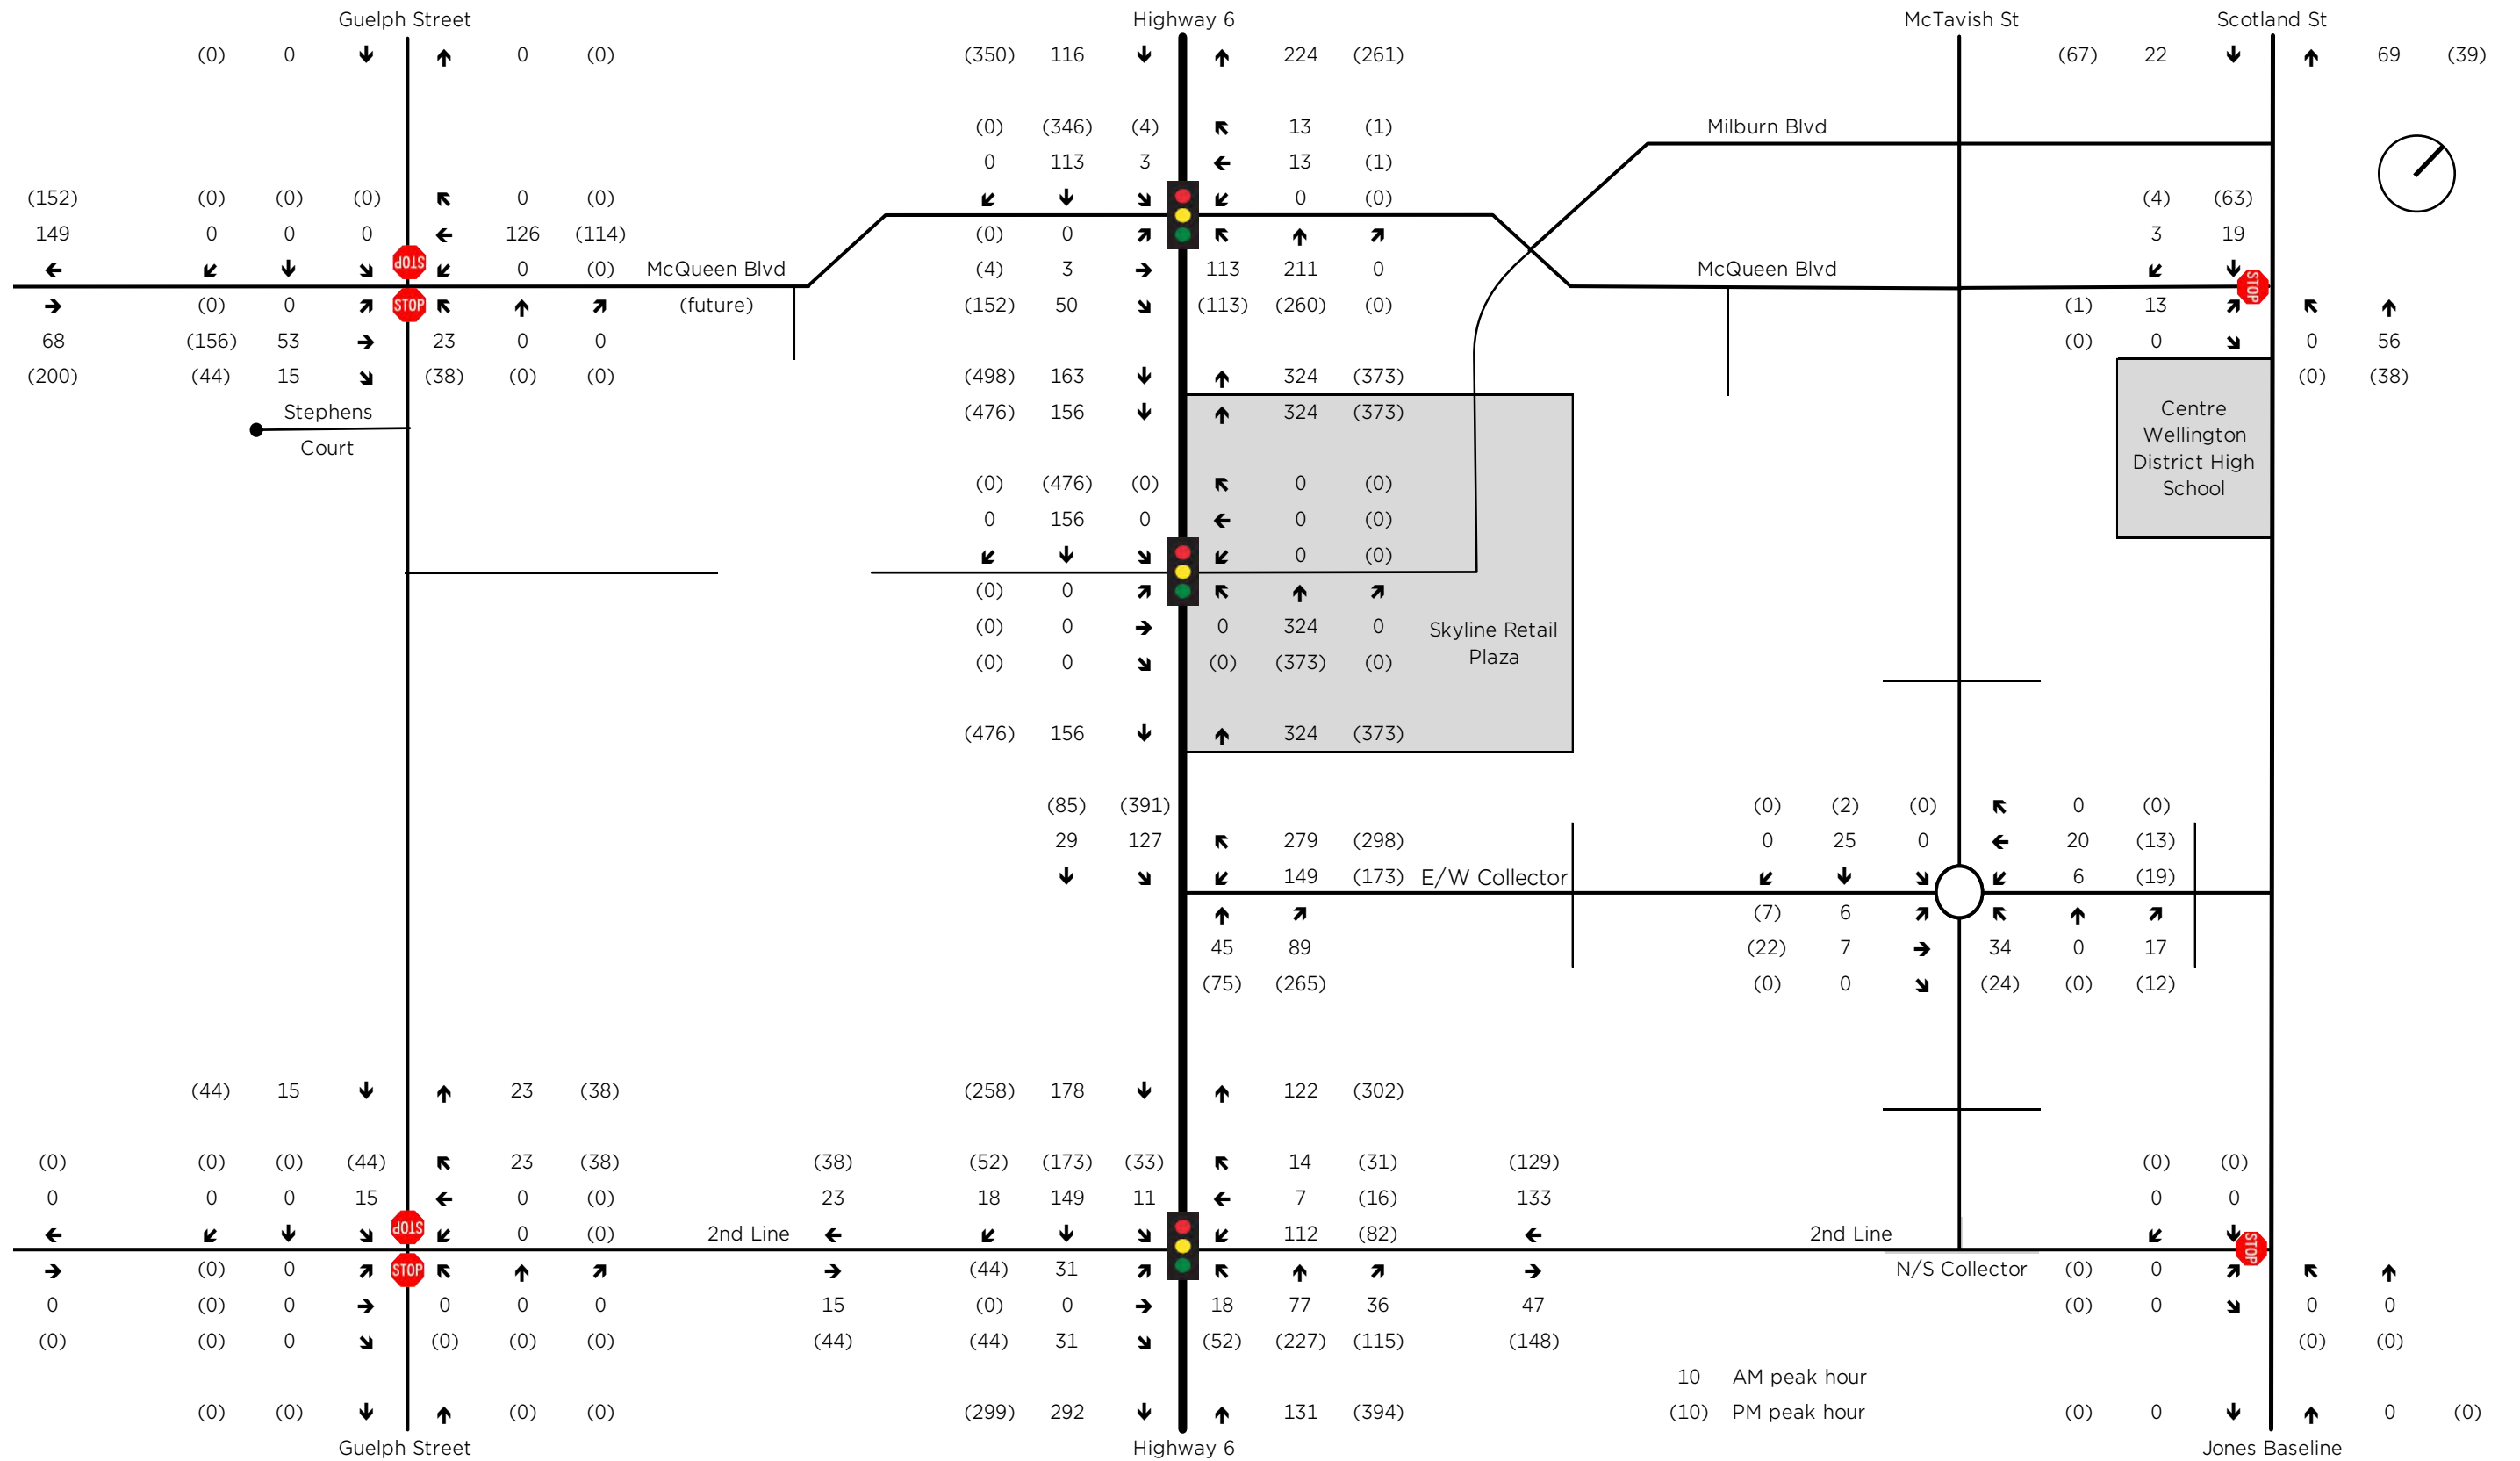 Guelph Street Highway 6 McTavish St Scotland St
(0) 0 0 (0) (350) 116 224 (261) (67) 22 69 (39)
(0) (346) (4) 13 (1) Milburn Blvd
0 113 3 13 (1)
(152) (0) (0) (0) 0 (0) 0 (0) (4) (63)
149 0 0 0 126 (114) (0) 0 3 19
STOP 0 (0) McQueen Blvd (4) 3 113 211 0 McQueen Blvd STOP
STOP (0) 0 (future) (152) 50 (113) (260) (0) (1) 13
68 (156) 53 23 0 0 (0) 0 0 56
(200) (44) 15 (38) (0) (0) (498) 163 324 (373) (0) (38)
Stephens (476) 156 324 (373) Centre
Court Wellington
District High
(0) (476) (0) 0 (0) School
0 156 0 0 (0)
0 (0)
(0) 0
(0) 0 0 324 0 Skyline Retail
(0) 0 (0) (373) (0) Plaza
(476) 156 324 (373)
(85) (391) (0) (2) (0) 0 (0)
29 127 279 (298) 0 25 0 20 (13)
149 (173) E/W Collector 6 (19)
(7) 6
45 89 (22) 7 34 0 17
(75) (265) (0) 0 (24) (0) (12)
(44) 15 23 (38) (258) 178 122 (302)
(0) (0) (0) (44) 23 (38) (38) (52) (173) (33) 14 (31) (129) (0) (0)
0 0 0 15 0 (0) 23 18 149 11 7 (16) 133 0 0
STOP 0 (0) 2nd Line 112 (82) 2nd Line STOP
STOP (0) 0 (44) 31 N/S Collector (0) 0
0 (0) 0 0 0 0 15 (0) 0 18 77 36 47 (0) 0 0 0
(0) (0) 0 (0) (0) (0) (44) (44) 31 (52) (227) (115) (148) (0) (0)
10 AM peak hour
(0) (0) (0) (0) (299) 292 131 (394) (10) PM peak hour (0) 0 0 (0)
Guelph Street Highway 6 Jones Baseline